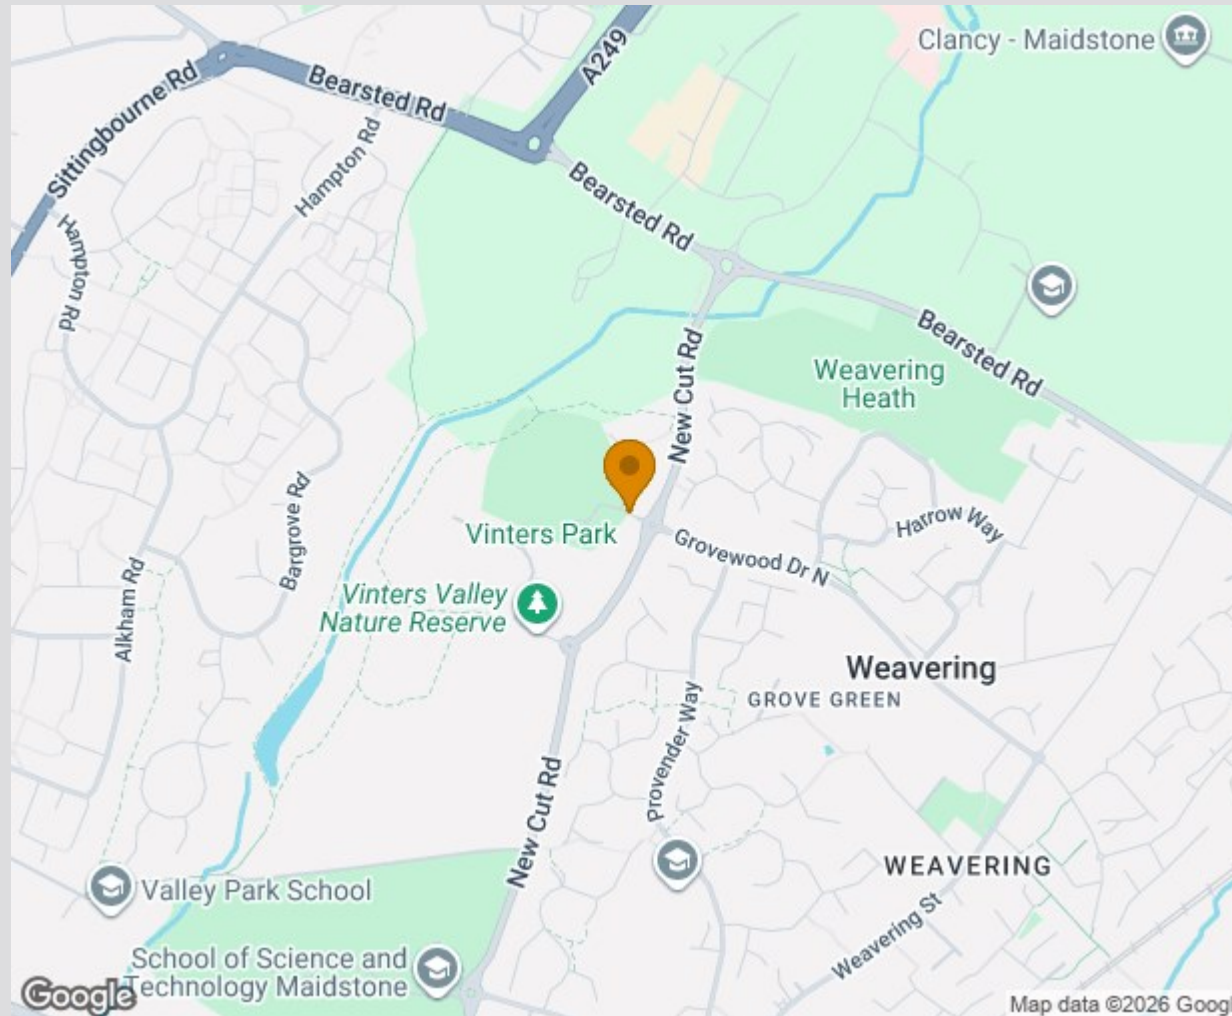 Clancy - Maidstone
A249
Bearsted Rd
Sittingbourne Rd
Hampton Rd
Bearsted Rd
Hampton Rd
Bearsted Rd
New Cut Rd
Weavering
Heath
Harrow Way
Bargrove Rd
Vinters Park
Grovewood Dr N
Alkham Rd
Vinters Valley
Nature Reserve
Weavering
GROVE GREEN
Provender Way
New Cut Rd
WEAVERING
Valley Park School
Weavering St
School of Science and
Technology Maidstone
Google
Map data ©2026 Googl